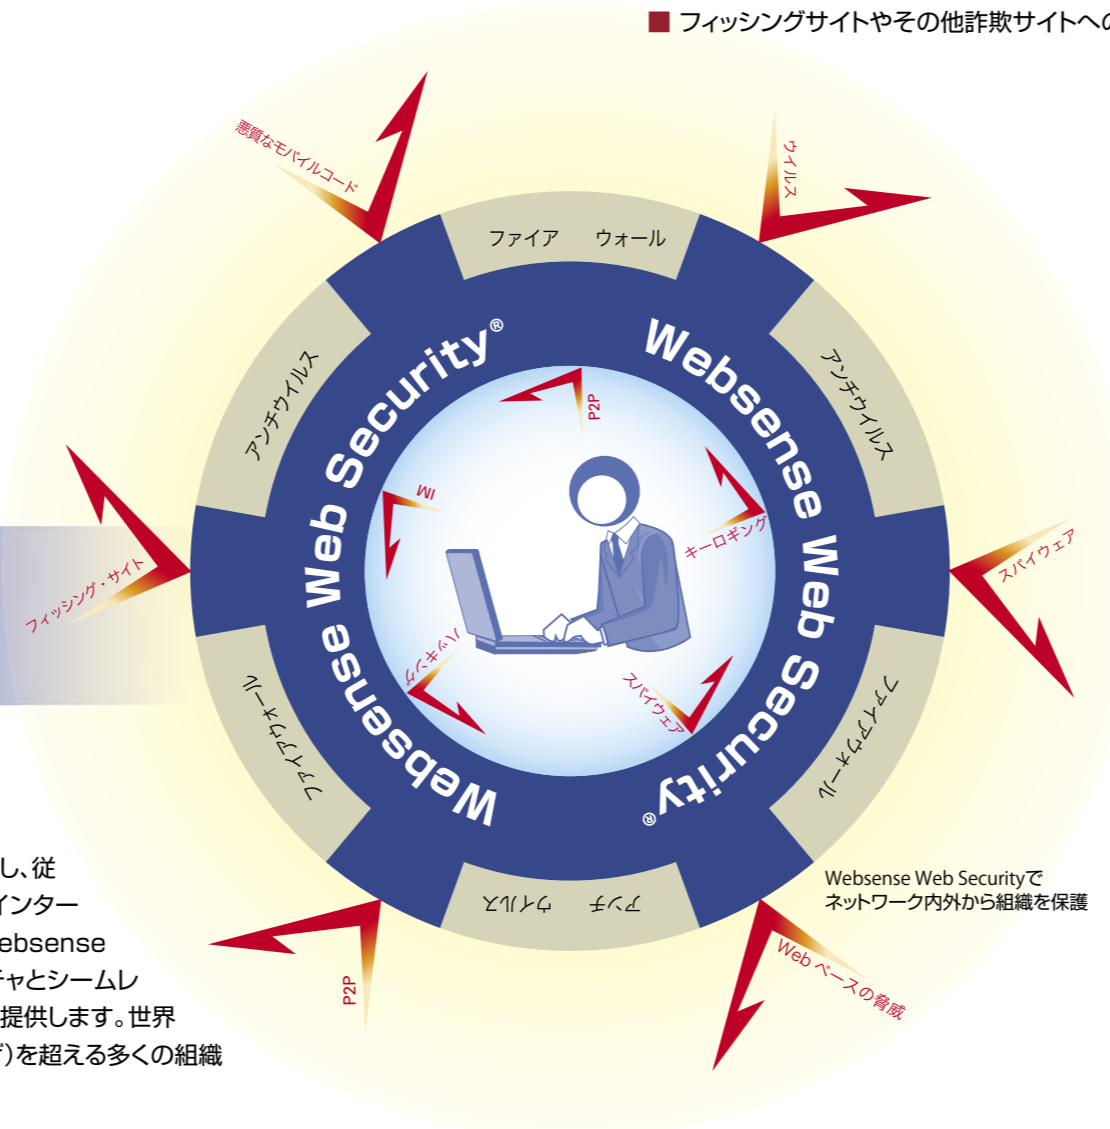 ■ フィッシングサイトやその他詐欺サイトへの
悪質なモバイルコード
ウイルス
ファイア ウォール
アンチウイルス
アンチウイルス
Websense Web Security®
Websense Web Security®
P2P
IM
キーロギング
ハッキング
スパイウェア
フィッシング・サイト
スパイウェア
ファイアウォール
ファイアウォール
アンチ ウイルス
P2P
Web ベースの脅威
Websense Web Securityで
ネットワーク内外から組織を保護
し、従
インター
ebsense
チャとシームレ
提供します。世界
)を超える多くの組織